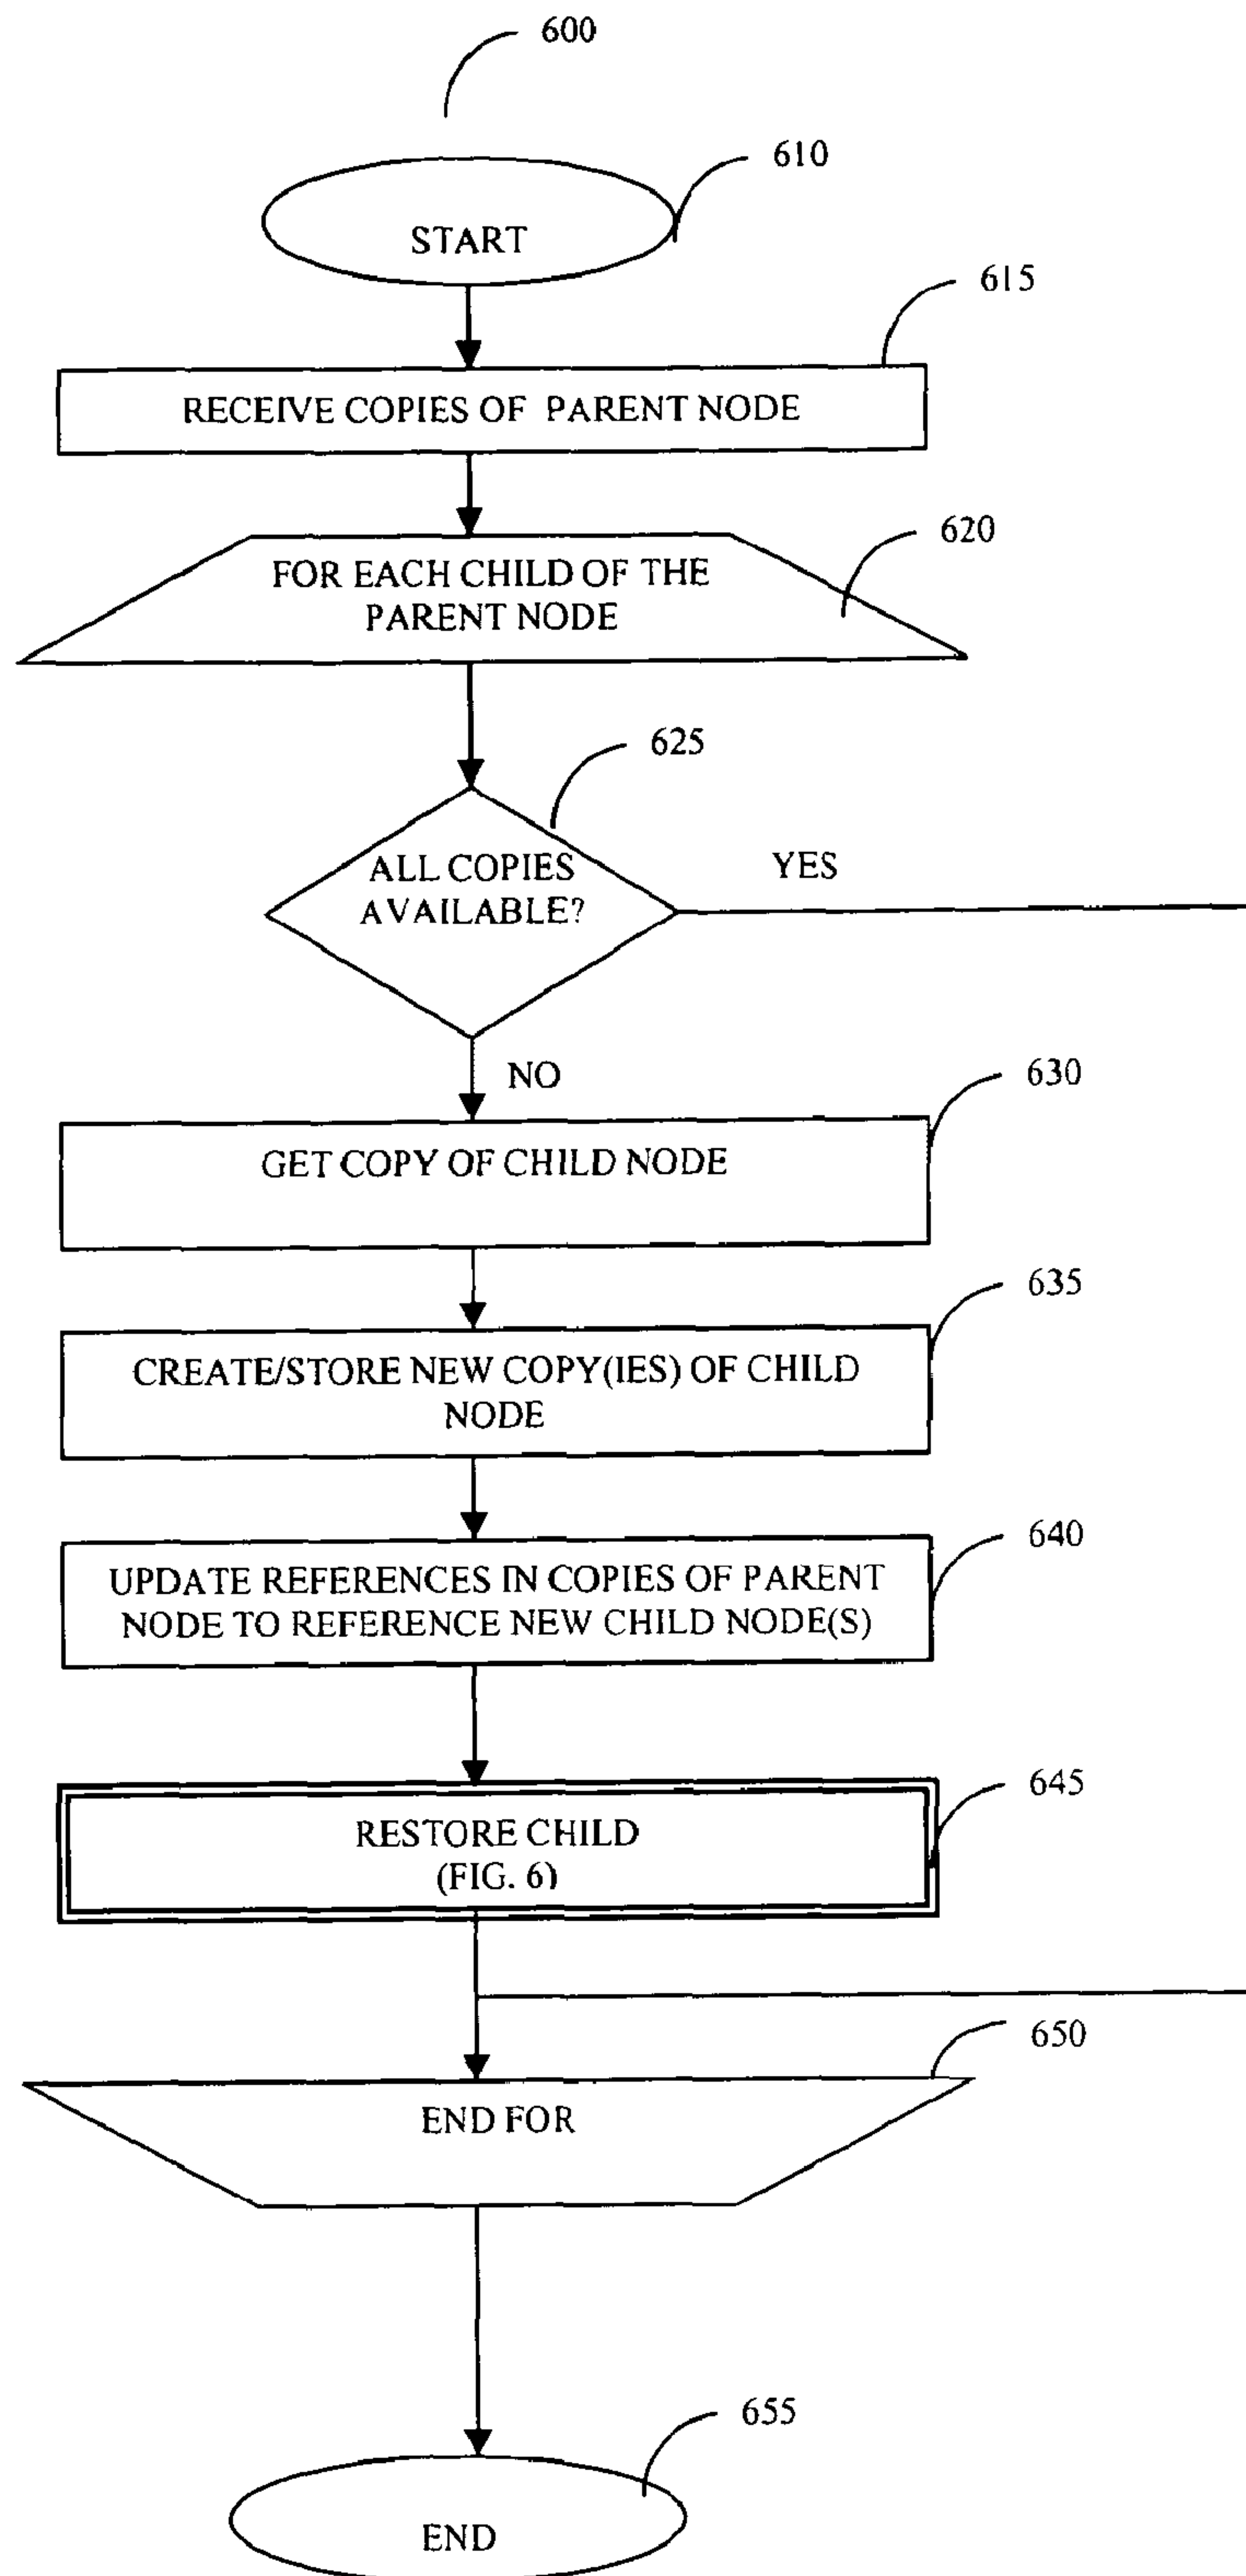 600
610
START
615
RECEIVE COPIES OF PARENT NODE
620
FOR EACH CHILD OF THE
PARENT NODE
625
ALL COPIES
AVAILABLE?
YES
NO
630
GET COPY OF CHILD NODE
635
CREATE/STORE NEW COPY(IES) OF CHILD
NODE
640
UPDATE REFERENCES IN COPIES OF PARENT
NODE TO REFERENCE NEW CHILD NODE(S)
645
RESTORE CHILD
(FIG. 6)
650
END FOR
655
END